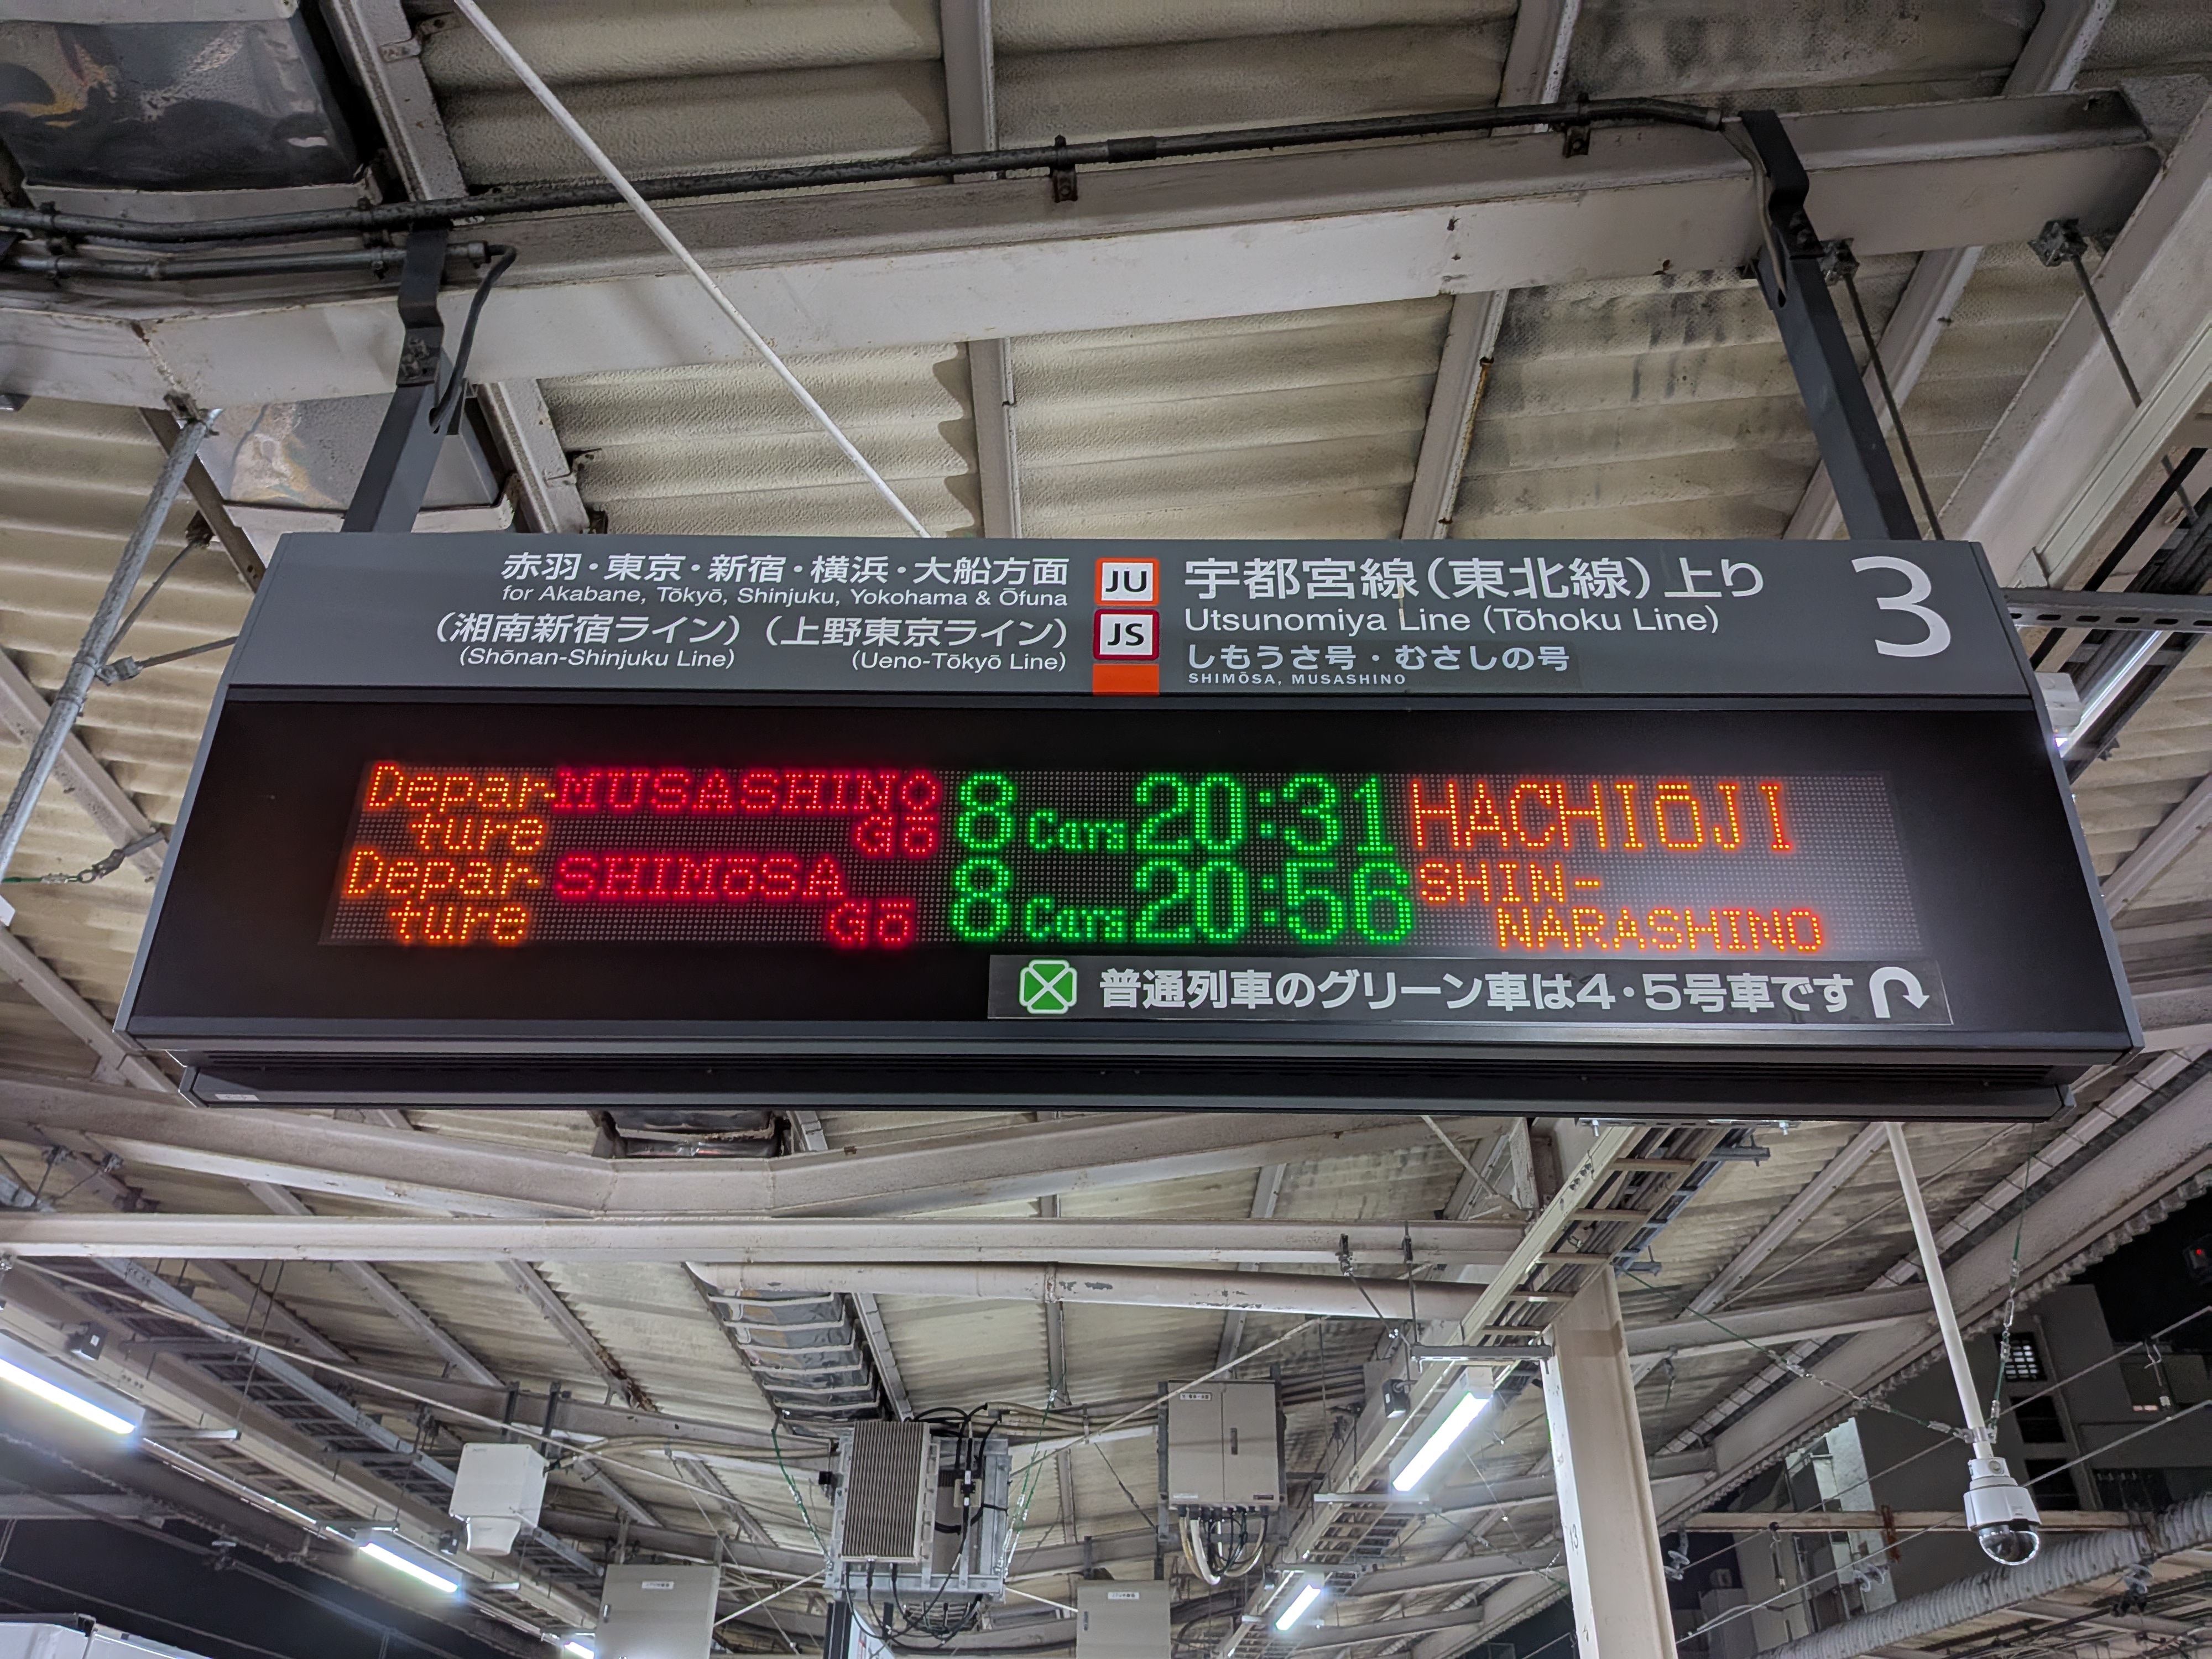 赤羽・東京・新宿・横浜・大船方面
for Akabane, Tōkyō, Shinjuku, Yokohama & Ōfuna
(湘南新宿ライン) (上野東京ライン)
(Shōnan-Shinjuku Line) (Ueno-Tōkyō Line)
JU
JS
宇都宮線(東北線)上り
Utsunomiya Line (Tōhoku Line)
しもうさ号・むさしの号
SHIMŌSA, MUSASHINO
3
Depar-ture MUSASHINO Gō 8 Cars 20:31 HACHIōJI
Depar-ture SHIMōSA Gō 8 Cars 20:56 SHIN-NARASHINO
普通列車のグリーン車は4・5号車です
13